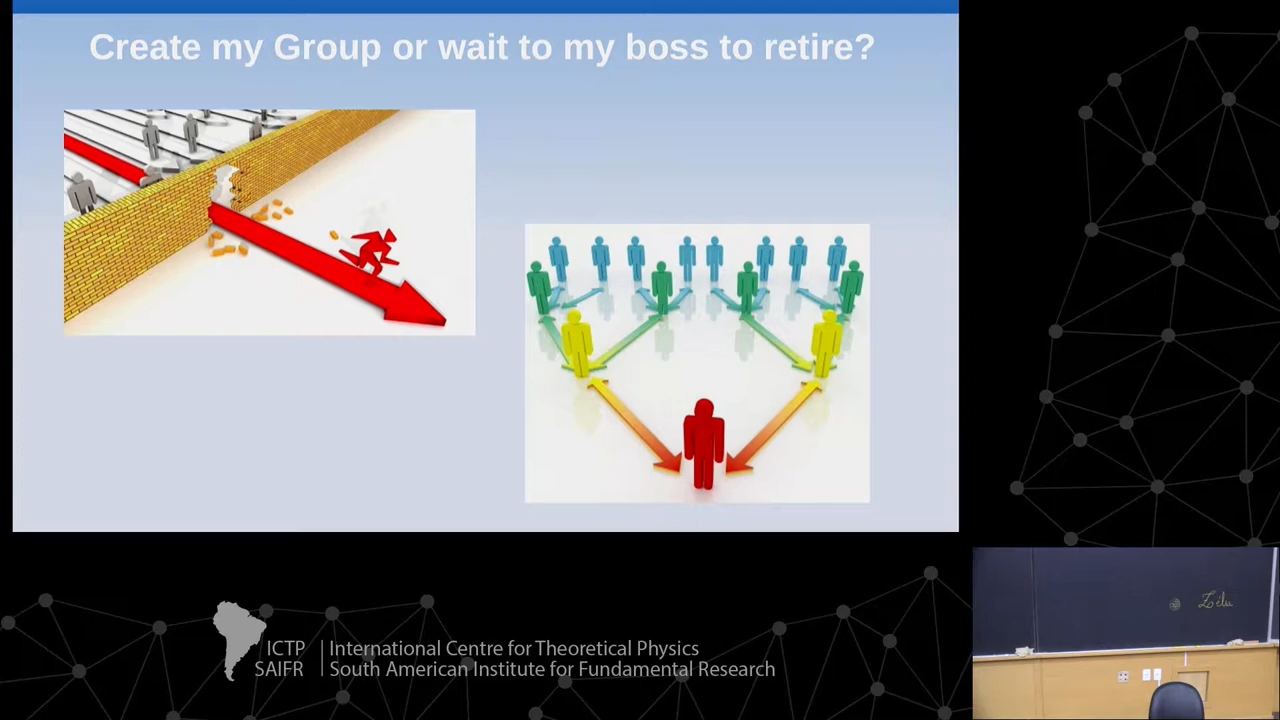 Create my Group or wait to my boss to retire?
ICTP
SAIFR
International Centre for Theoretical Physics
South American Institute for Fundamental Research